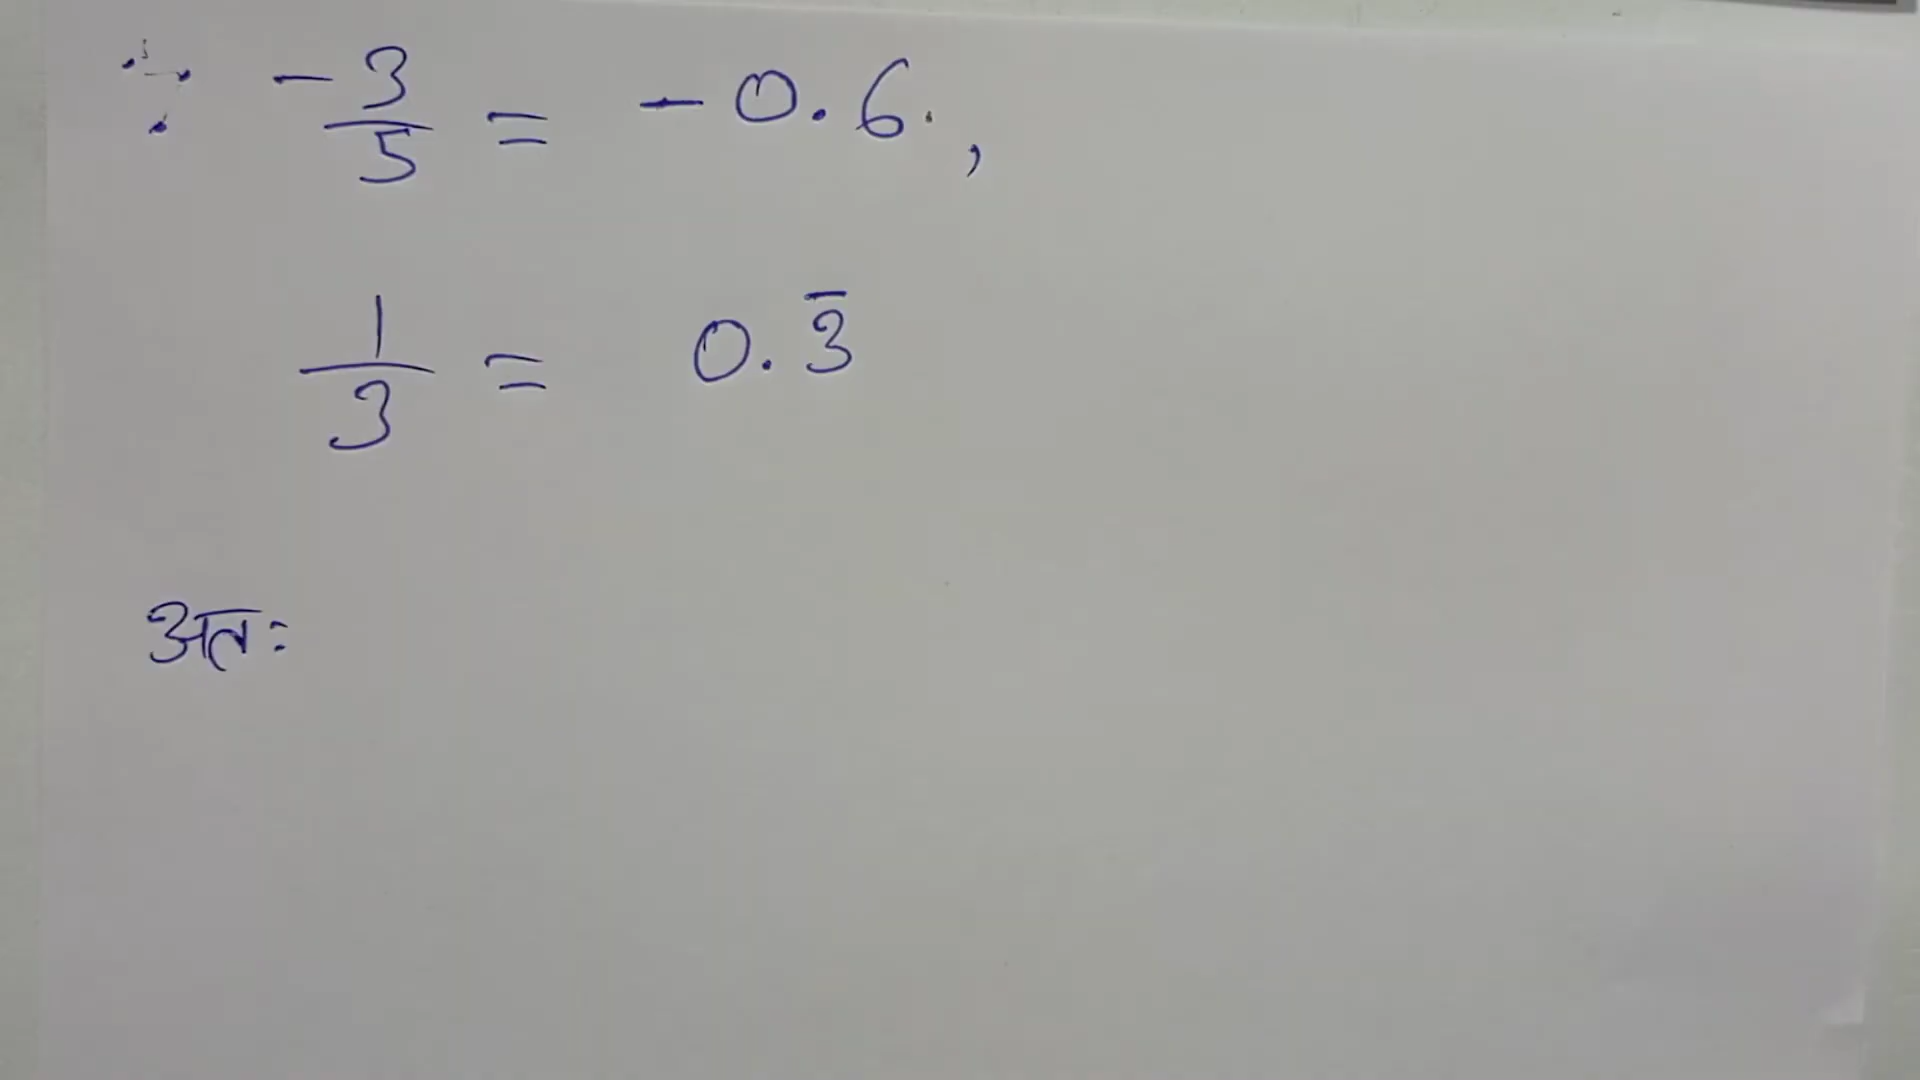 ∵ -3/5 = -0.6 ,
1/3 = 0.3̅
अतः